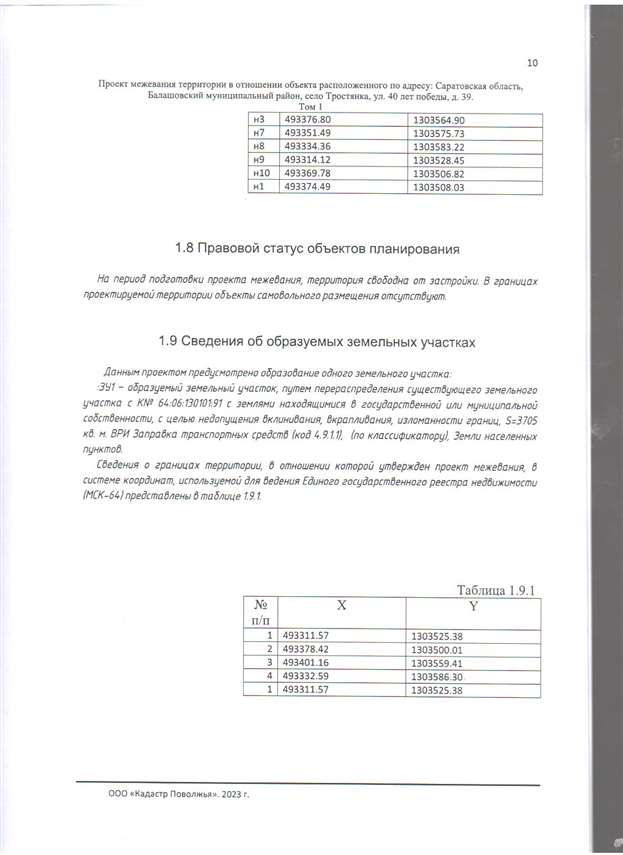 10
Проект межевания территории в отношении объекта расположенного по адресу: Саратовская область,
Балашовский муниципальный район, село Тростянка, ул. 40 лет победы, д. 39.
Том 1
н3 493376.80 1303564.90
н7 493351.49 1303575.73
н8 493334.36 1303583.22
н9 493314.12 1303528.45
н10 493369.78 1303506.82
н1 493374.49 1303508.03
1.8 Правовой статус объектов планирования
На период подготовки проекта межевания, территория свободна от застройки. В границах
проектируемой территории объекты самовольного размещения отсутствуют.
1.9 Сведения об образуемых земельных участках
Данным проектом предусмотрено образование одного земельного участка:
:ЗУ1 – образуемый земельный участок, путем перераспределения существующего земельного
участка с КN° 64:06:130101:91 с землями находящимися в государственной или муниципальной
собственности, с целью недопущения вклинивания, вкрапливания, изломанности границ, S=3705
кв. м. ВРИ Заправка транспортных средств (код 4.9.1.1), (по классификатору), Земли населенных
пунктов.
Сведения о границах территории, в отношении которой утвержден проект межевания, в
системе координат, используемой для ведения Единого государственного реестра недвижимости
(МСК-64) представлены в таблице 1.9.1.
Таблица 1.9.1
№ X Y
п/п
1 493311.57 1303525.38
2 493378.42 1303500.01
3 493401.16 1303559.41
4 493332.59 1303586.30
1 493311.57 1303525.38
ООО «Кадастр Поволжья». 2023 г.